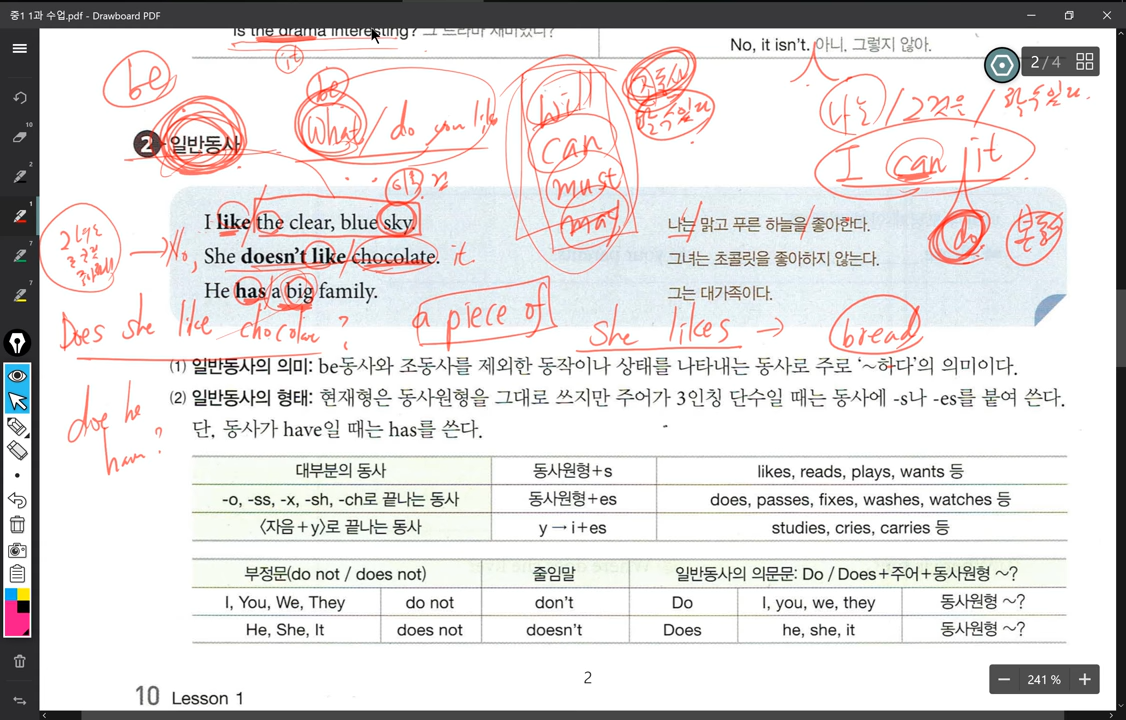 중1 1과 수업.pdf - Drawboard PDF
Is the drama interesting? 그 드라마 재미있니?
No, it isn't. 아니, 그렇지 않아.
2 / 4
it
be
be
What / do you like
will
can
must
may
조동사
할 수 있다
나는 / 그것은 / 할 수 있다.
I can do it
본동
2 일반동사
I like the clear, blue sky.
나는 맑고 푸른 하늘을 좋아한다.
No, She doesn't like / chocolate. it.
그녀는 초콜릿을 좋아하지 않는다.
He has a big family.
그는 대가족이다.
Does she like chocolate?
a piece of
she likes → bread
(1) 일반동사의 의미: be동사와 조동사를 제외한 동작이나 상태를 나타내는 동사로 주로 '~하다'의 의미이다.
(2) 일반동사의 형태: 현재형은 동사원형을 그대로 쓰지만 주어가 3인칭 단수일 때는 동사에 -s나 -es를 붙여 쓴다.
단, 동사가 have일 때는 has를 쓴다.
doe he
have?
대부분의 동사 동사원형+s likes, reads, plays, wants 등
-o, -ss, -x, -sh, -ch로 끝나는 동사 동사원형+es does, passes, fixes, washes, watches 등
〈자음+y〉로 끝나는 동사 y → i+es studies, cries, carries 등
부정문(do not / does not) 줄임말 일반동사의 의문문: Do / Does+주어+동사원형 ~?
I, You, We, They do not don't Do I, you, we, they 동사원형 ~?
He, She, It does not doesn't Does he, she, it 동사원형 ~?
2
10 Lesson 1
241 %